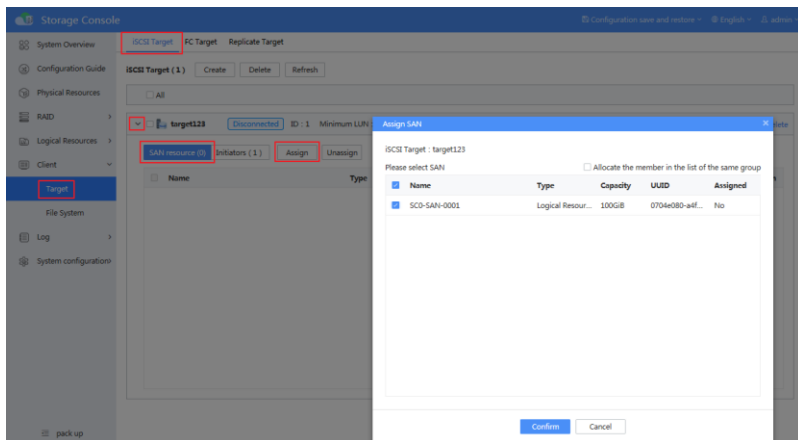 Storage Console
Configuration save and restore
English
admin
System Overview
Configuration Guide
Physical Resources
RAID
Logical Resources
Client
Target
File System
Log
System configuration
pack up
iSCSI Target FC Target Replicate Target
iSCSI Target ( 1 ) Create Delete Refresh
All
target123 Disconnected ID : 1 Minimum LUN
SAN resource (0) Initiators ( 1 ) Assign Unassign
Name Type
Assign SAN
iSCSI Target : target123
Please select SAN Allocate the member in the list of the same group
Name Type Capacity UUID Assigned
SC0-SAN-0001 Logical Resour... 100GiB 0704e080-a4f... No
Confirm Cancel